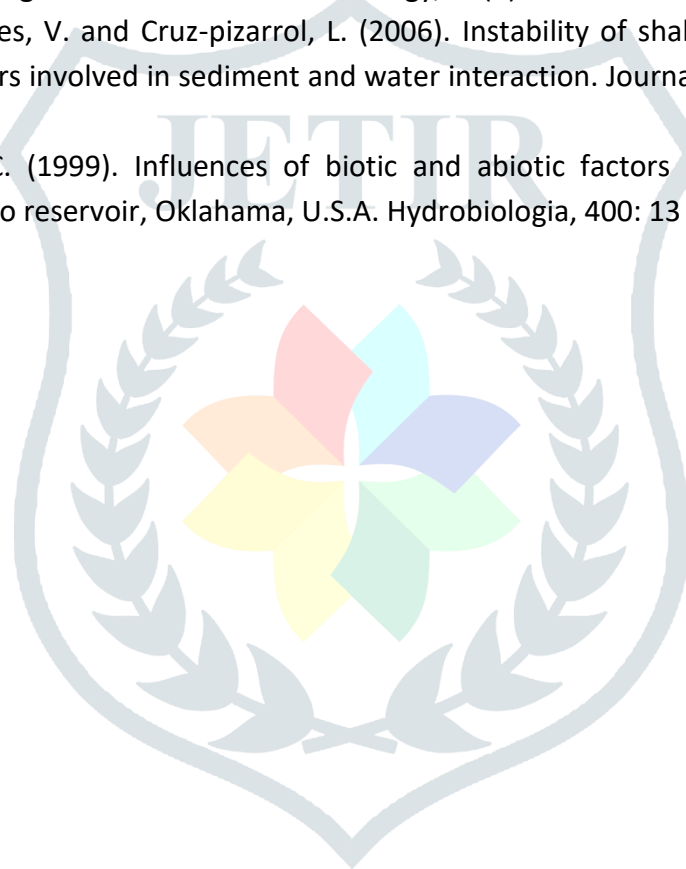 es, V. and Cruz-pizarrol, L. (2006). Instability of shal
rs involved in sediment and water interaction. Journa
JETIR
C. (1999). Influences of biotic and abiotic factors
o reservoir, Oklahama, U.S.A. Hydrobiologia, 400: 13